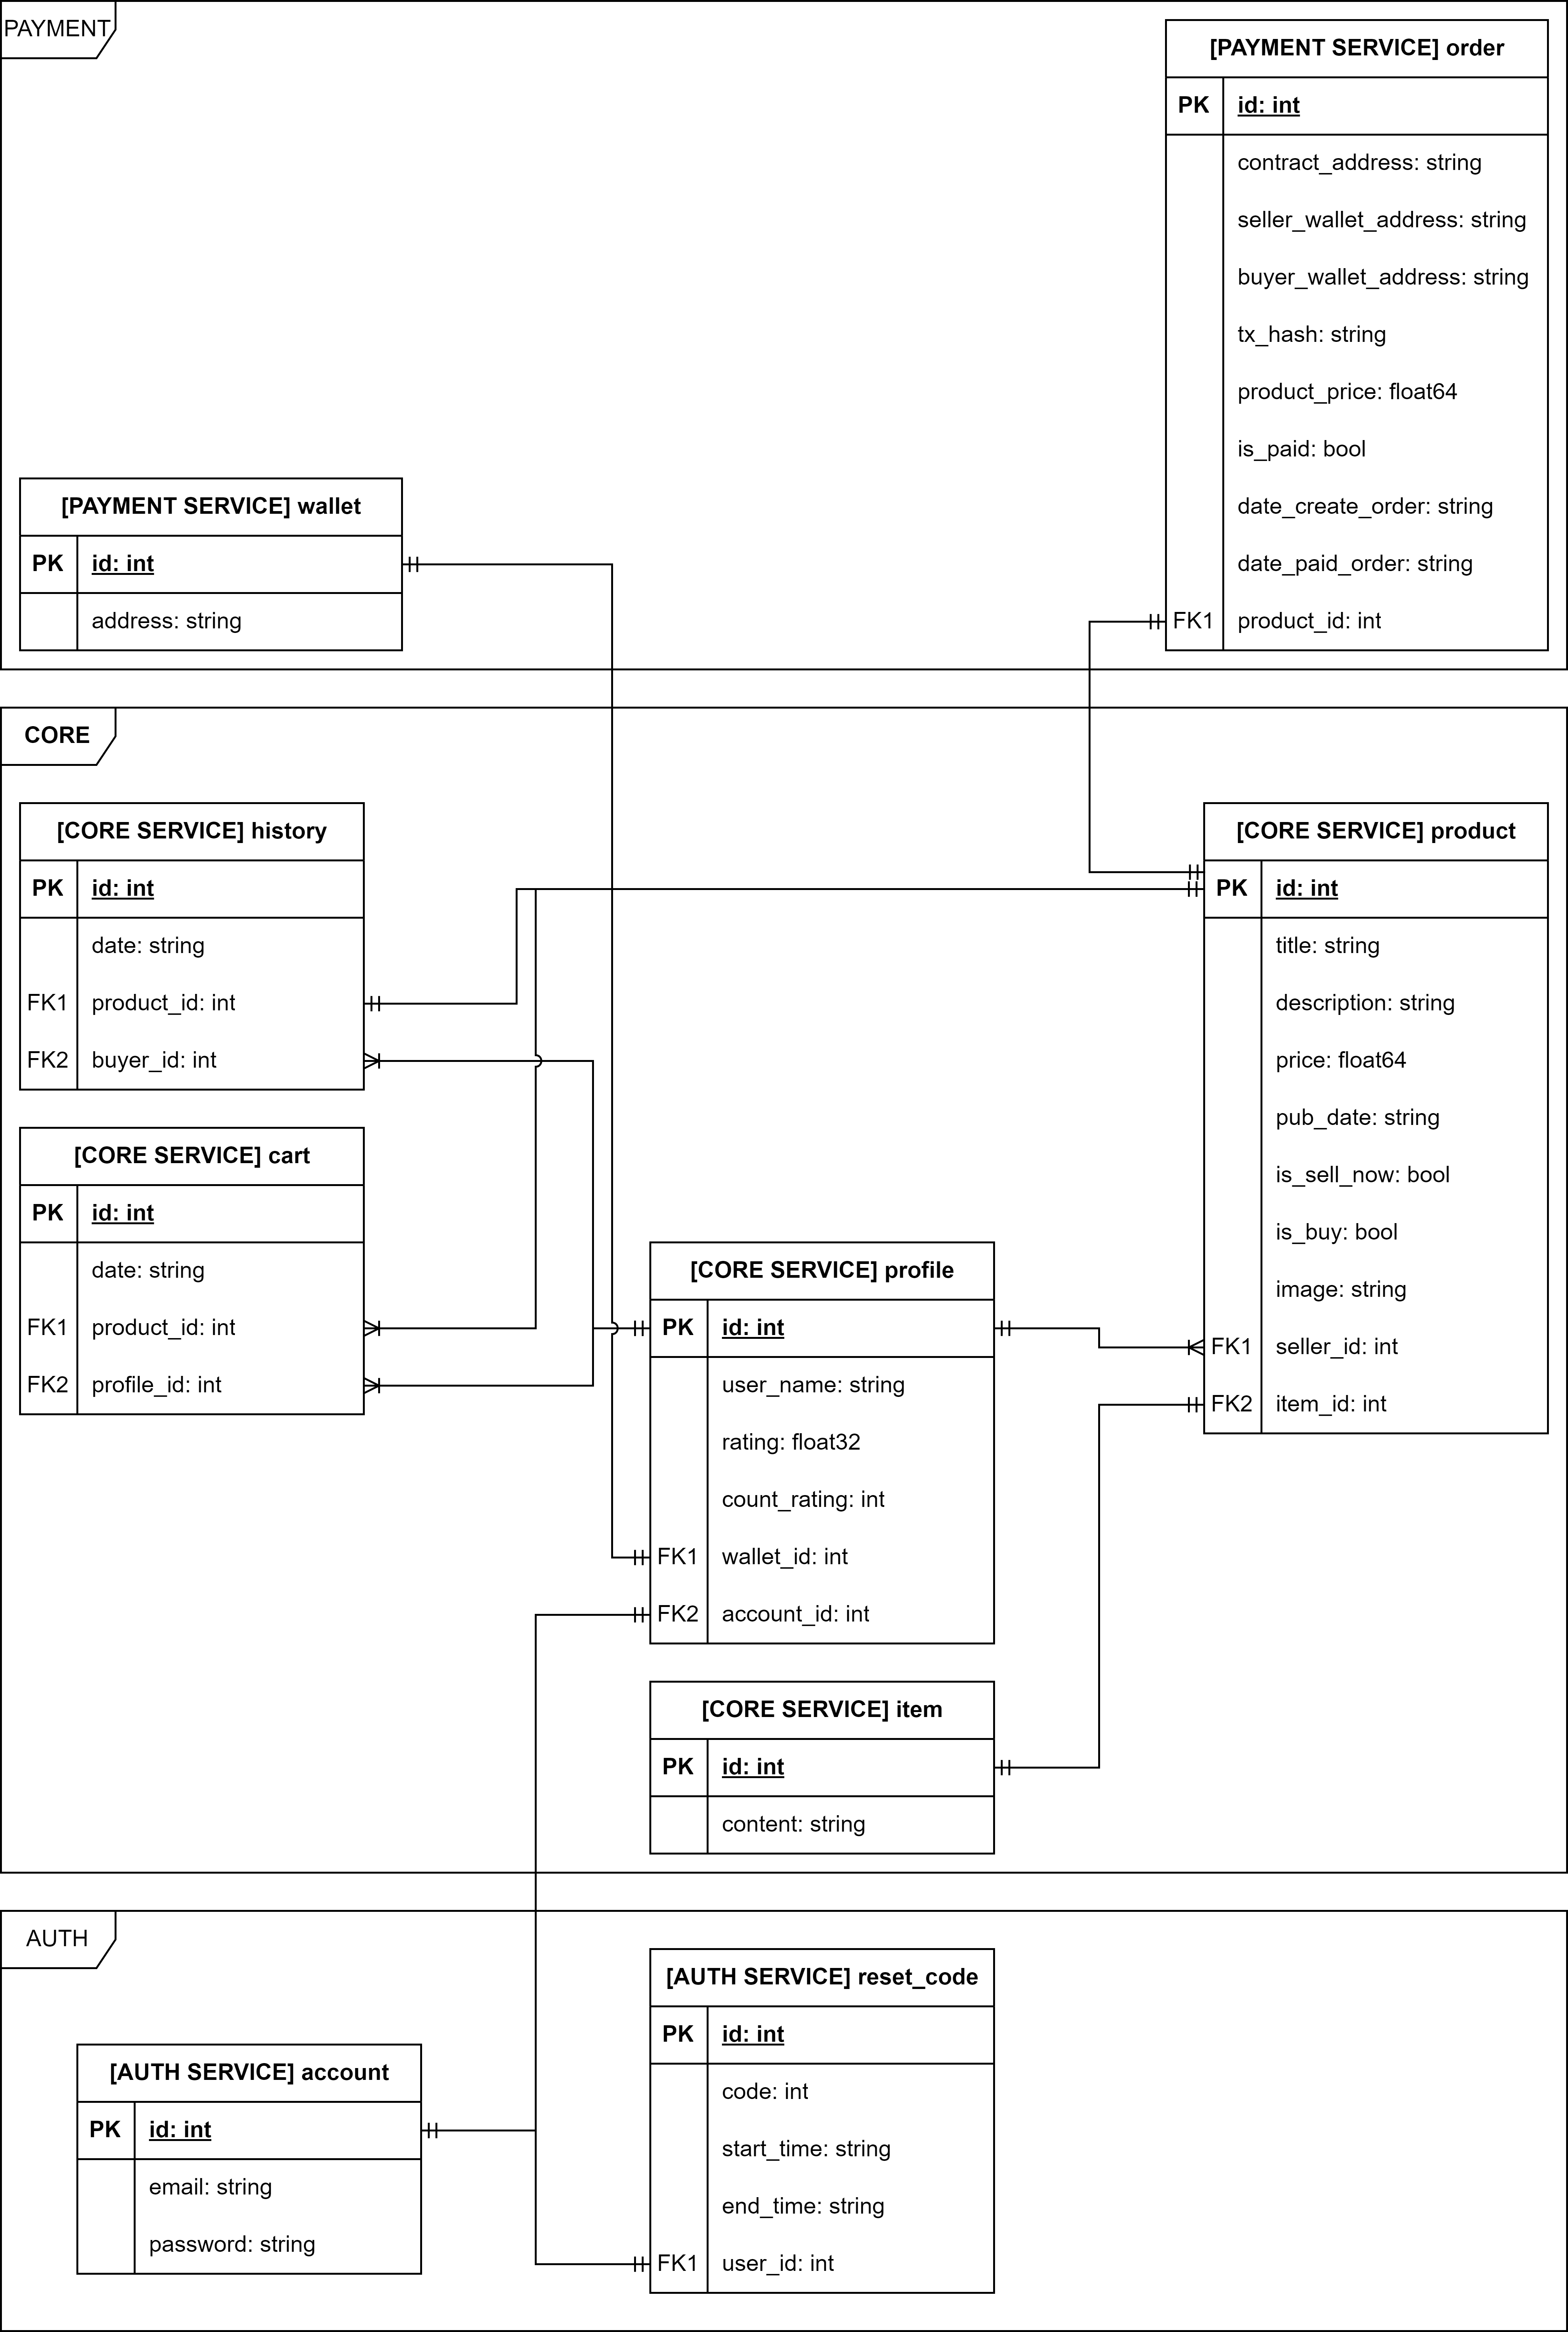 PAYMENT
[PAYMENT SERVICE] order
PK id: int
contract_address: string
seller_wallet_address: string
buyer_wallet_address: string
tx_hash: string
product_price: float64
is_paid: bool
date_create_order: string
date_paid_order: string
FK1 product_id: int
[PAYMENT SERVICE] wallet
PK id: int
address: string
CORE
[CORE SERVICE] history
PK id: int
date: string
FK1 product_id: int
FK2 buyer_id: int
[CORE SERVICE] product
PK id: int
title: string
description: string
price: float64
pub_date: string
is_sell_now: bool
is_buy: bool
image: string
FK1 seller_id: int
FK2 item_id: int
[CORE SERVICE] cart
PK id: int
date: string
FK1 product_id: int
FK2 profile_id: int
[CORE SERVICE] profile
PK id: int
user_name: string
rating: float32
count_rating: int
FK1 wallet_id: int
FK2 account_id: int
[CORE SERVICE] item
PK id: int
content: string
AUTH
[AUTH SERVICE] reset_code
PK id: int
code: int
start_time: string
end_time: string
FK1 user_id: int
[AUTH SERVICE] account
PK id: int
email: string
password: string